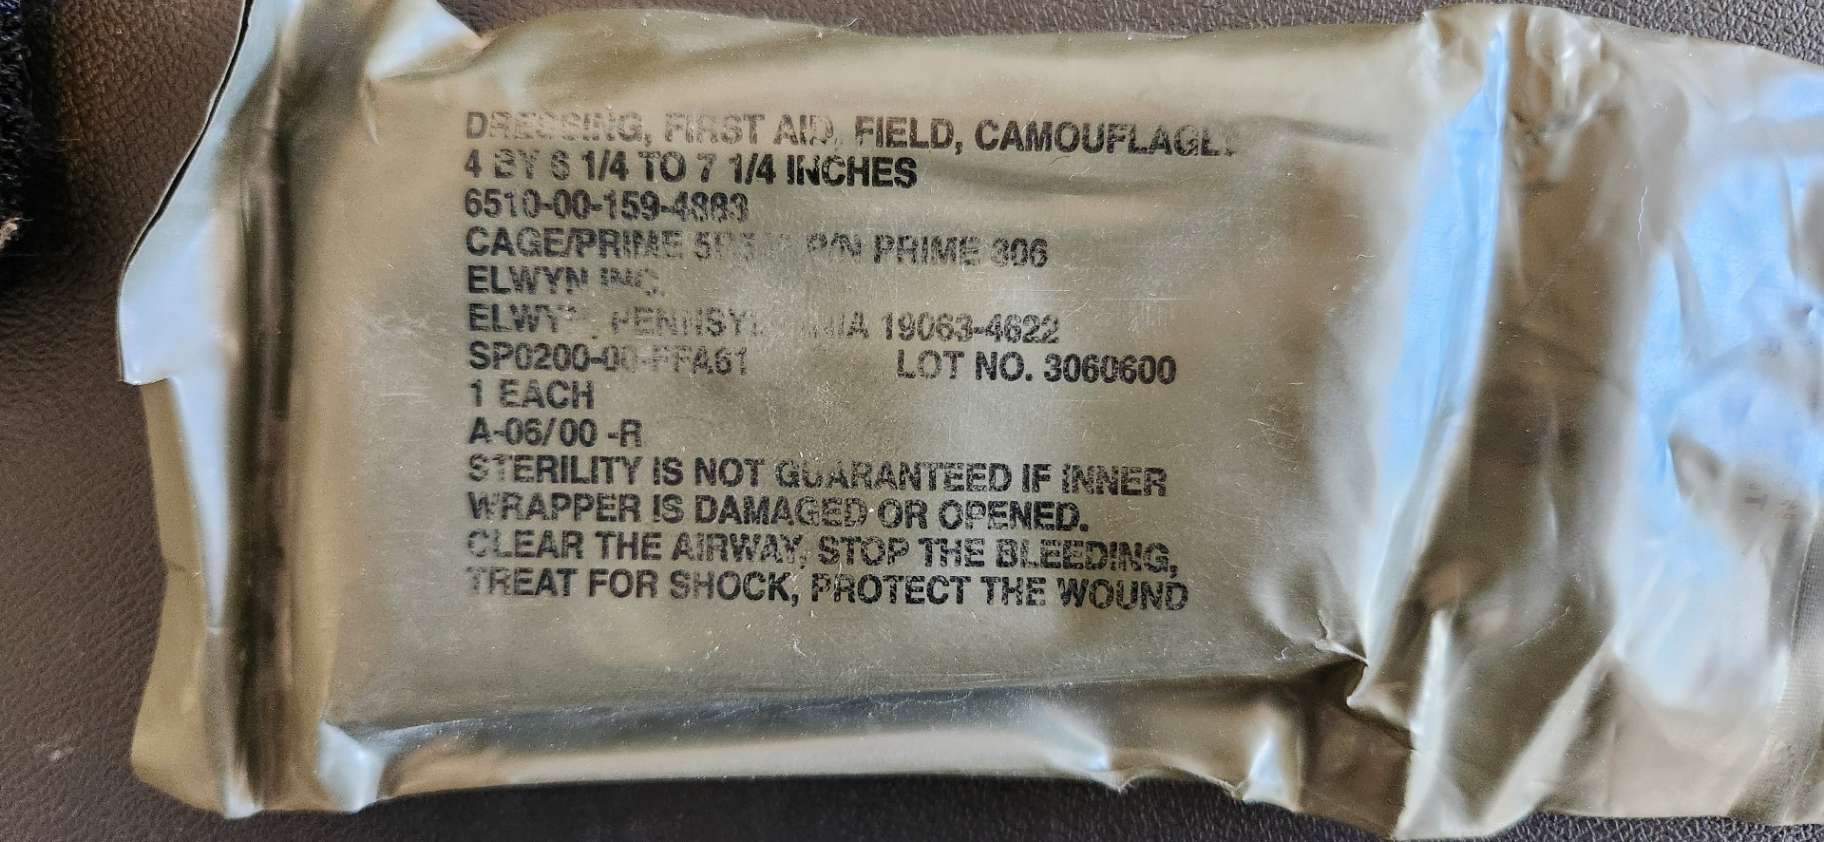 DRESSING, FIRST AID, FIELD, CAMOUFLAGED
4 BY 6 1/4 TO 7 1/4 INCHES
6510-00-159-4883
CAGE/PRIME P/N PRIME 306
ELWYN INC.
ELWYN, PENNSYLVANIA 19063-4622
SP0200-00-FFA61 LOT NO. 3060600
1 EACH
A-06/00 -R
STERILITY IS NOT GUARANTEED IF INNER
WRAPPER IS DAMAGED OR OPENED.
CLEAR THE AIRWAY, STOP THE BLEEDING,
TREAT FOR SHOCK, PROTECT THE WOUND